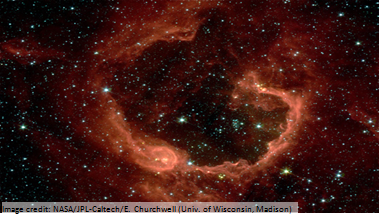 Image credit: NASA/JPL-Caltech/E. Churchwell (Univ. of Wisconsin, Madison)